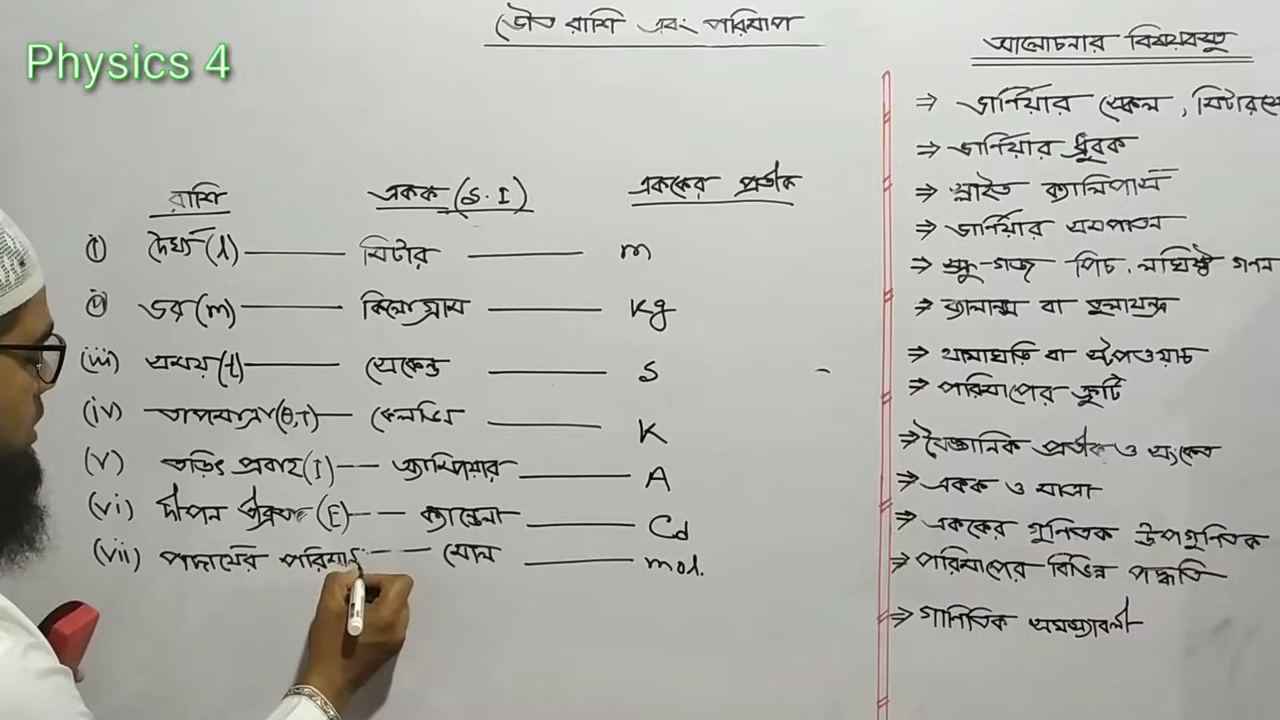 ভৌত রাশি এবং পরিমাপ
Physics 4
রাশি একক (S.I) এককের প্রতীক
(i) দৈর্ঘ্য (l) — মিটার — m
(ii) ভর (m) — কিলোগ্রাম — Kg
(iii) সময় (t) — সেকেন্ড — S
(iv) তাপমাত্রা (θ,T) — কেলভিন — K
(v) তড়িৎ প্রবাহ (I) — অ্যাম্পিয়ার — A
(vi) দীপন তীব্রতা (E) — ক্যান্ডেলা — Cd
(vii) পদার্থের পরিমাণ — মোল — mol.
আলোচনার বিষয়বস্তু
⇒ ভার্ণিয়ার স্কেল, মিটারস্কে
⇒ ভার্ণিয়ার ধ্রুবক
⇒ স্লাইড ক্যালিপার্স
⇒ ভার্ণিয়ার সমপাতন
⇒ স্ক্রু-গজ পিচ, লঘিষ্ট গণন
⇒ ব্যালান্স বা তুলাযন্ত্র
⇒ থামাঘড়ি বা স্টপওয়াচ
⇒ পরিমাপের ত্রুটি
⇒ বৈজ্ঞানিক প্রতীক ও সংকেত
⇒ একক ও মাত্রা
⇒ এককের গুনিতক উপগুনিতক
⇒ পরিমাপের বিভিন্ন পদ্ধতি
⇒ গানিতিক সমস্যাবলী